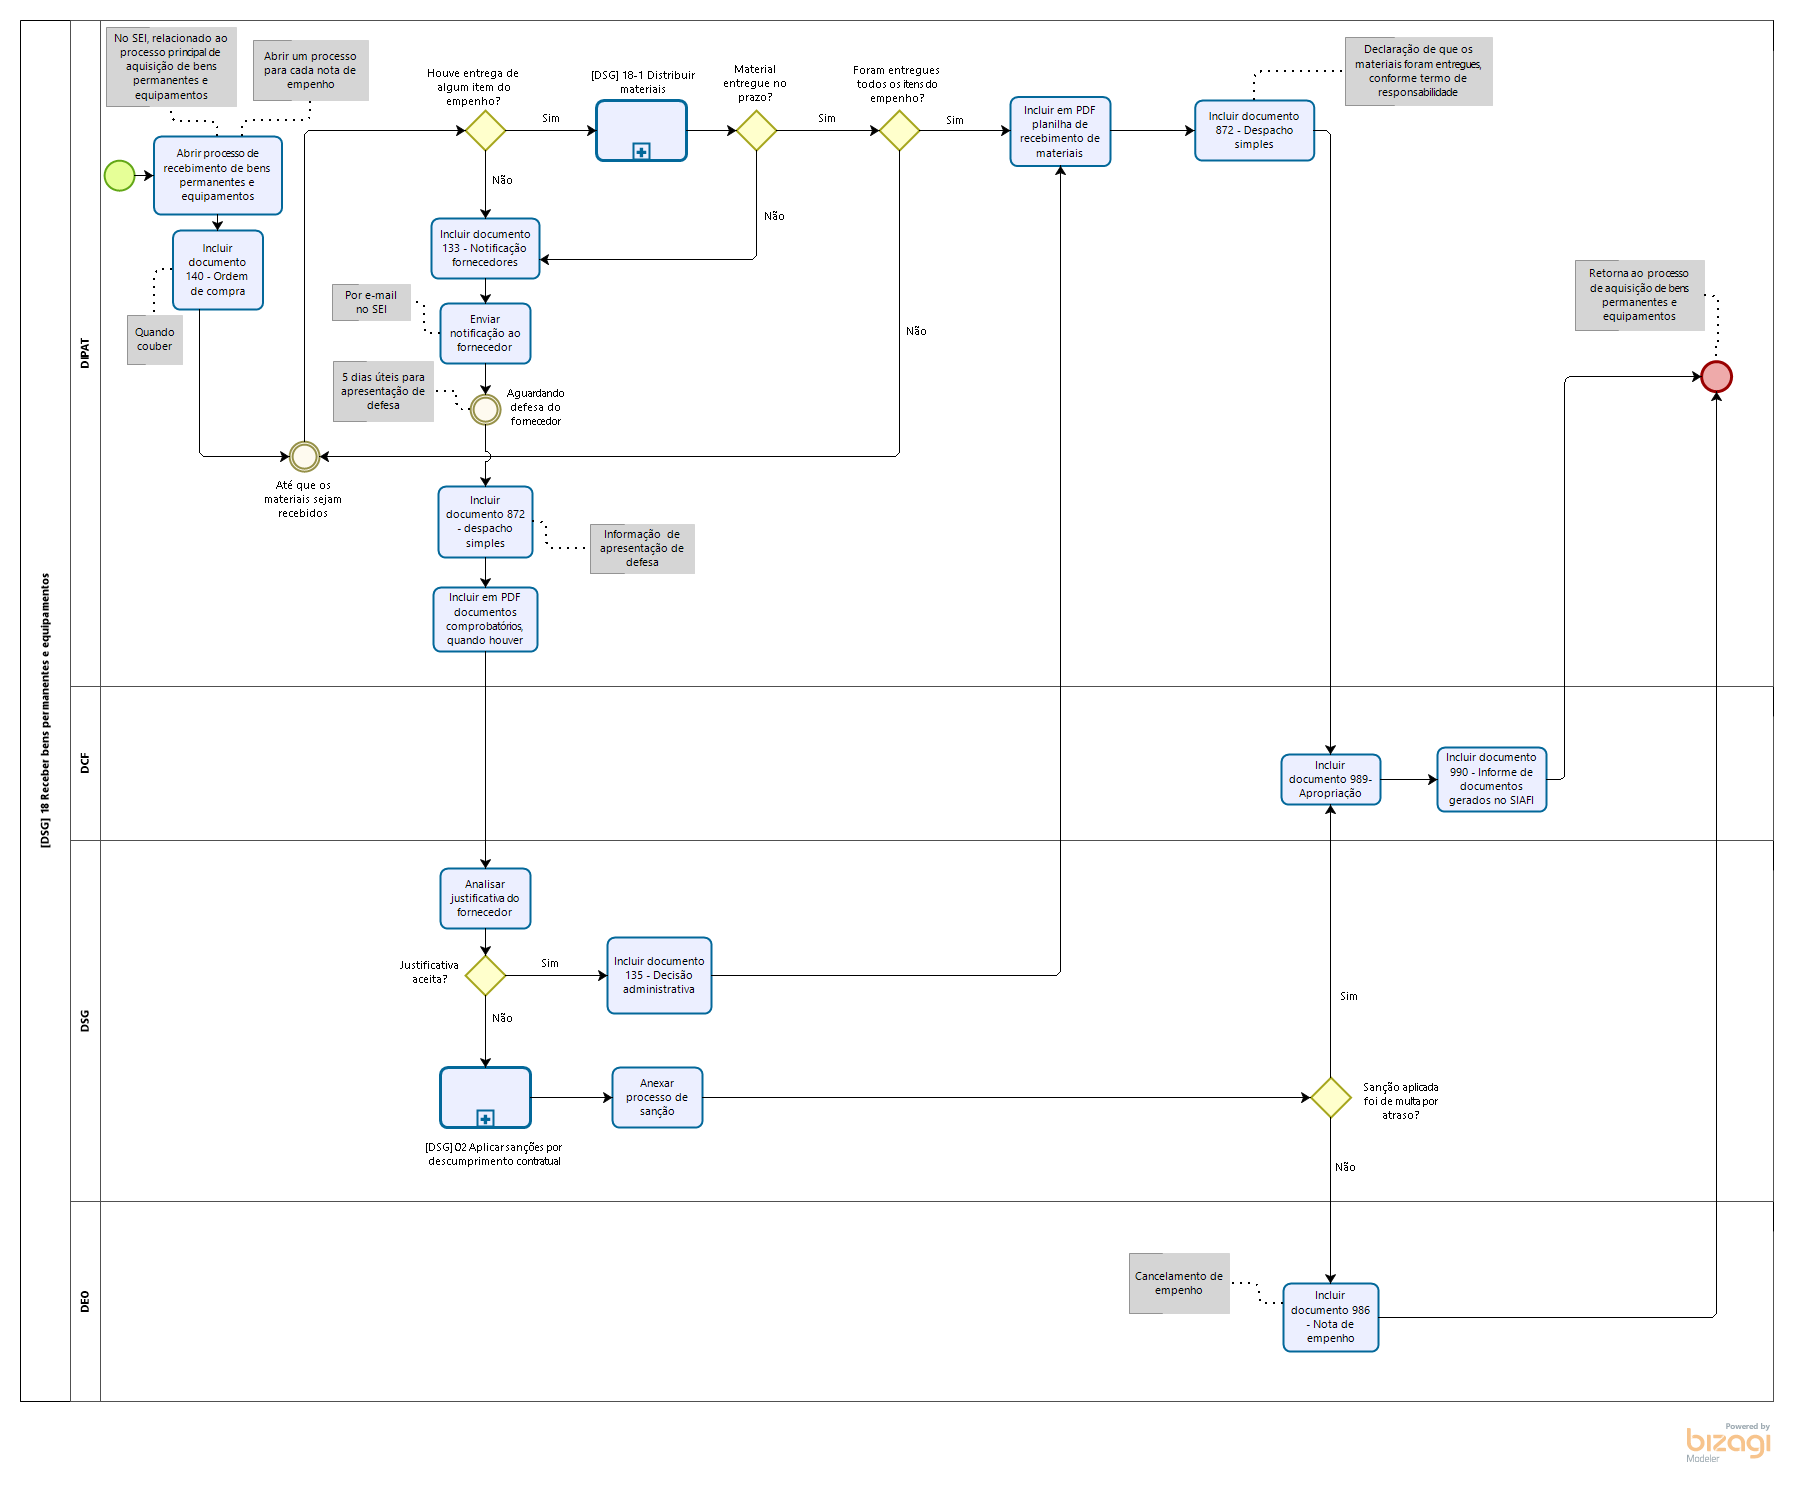 [DSG] 18 Receber bens permanentes e equipamentos
DIPAT
No SEI, relacionado ao
processo principal de
aquisição de bens
permanentes e
equipamentos
Abrir um processo
para cada nota de
empenho
Abrir processo de
recebimento de bens
permanentes e
equipamentos
Incluir
documento
140 - Ordem
de compra
Quando
couber
Até que os
materiais sejam
recebidos
Houve entrega de
algum item do
empenho?
Sim
Não
[DSG] 18-1 Distribuir
materiais
Material
entregue no
prazo?
Sim
Não
Foram entregues
todos os itens do
empenho?
Sim
Não
Incluir em PDF
planilha de
recebimento de
materiais
Incluir documento
872 - Despacho
simples
Declaração de que os
materiais foram entregues,
conforme termo de
responsabilidade
Incluir documento
133 - Notificação
fornecedores
Por e-mail
no SEI
Enviar
notificação ao
fornecedor
5 dias úteis para
apresentação de
defesa
Aguardando
defesa do
fornecedor
Incluir
documento 872
- despacho
simples
Informação de
apresentação de
defesa
Incluir em PDF
documentos
comprobatórios,
quando houver
Retorna ao processo
de aquisição de bens
permanentes e
equipamentos
DCF
Incluir
documento 989-
Apropriação
Incluir documento
990 - Informe de
documentos
gerados no SIAFI
DSG
Analisar
justificativa do
fornecedor
Justificativa
aceita?
Sim
Não
Incluir documento
135 - Decisão
administrativa
[DSG] 02 Aplicar sanções por
descumprimento contratual
Anexar
processo de
sanção
Sanção aplicada
foi de multa por
atraso?
Sim
Não
DEO
Cancelamento de
empenho
Incluir
documento 986
- Nota de
empenho
Powered by
bizagi
Modeler